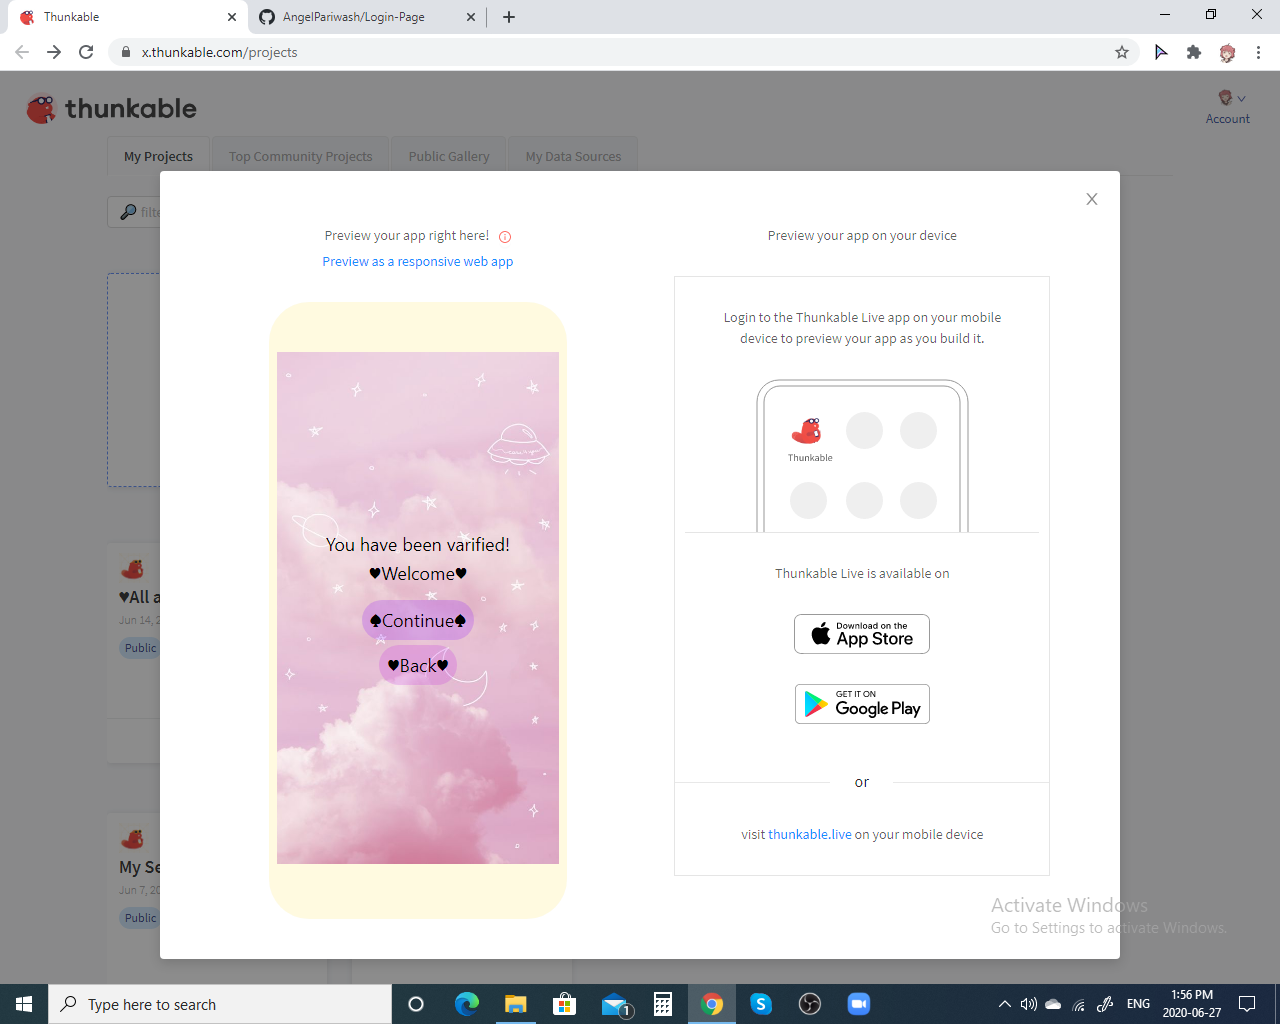 Thunkable
AngelPariwash/Login-Page
x.thunkable.com/projects
thunkable
Account
My Projects
Top Community Projects
Public Gallery
My Data Sources
filte
Preview your app right here!
Preview as a responsive web app
You have been varified!
♥Welcome♥
♠Continue♠
♥Back♥
Preview your app on your device
Login to the Thunkable Live app on your mobile
device to preview your app as you build it.
Thunkable
Thunkable Live is available on
Download on the
App Store
GET IT ON
Google Play
or
visit thunkable.live on your mobile device
♥All a
Jun 14, 2
Public
My Se
Jun 7, 20
Public
Activate Windows
Go to Settings to activate Windows.
Type here to search
1
ENG
1:56 PM
2020-06-27